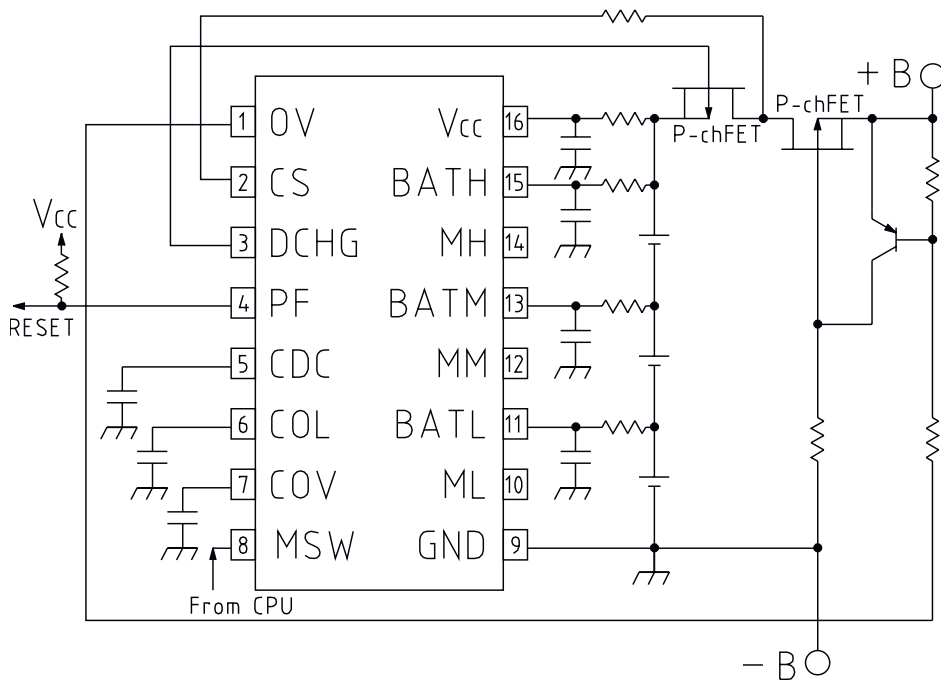 + B
P-chFET
P-chFET
1 OV
Vcc 16
2 CS
BATH 15
Vcc
3 DCHG
MH 14
4 PF
BATM 13
RESET
5 CDC
MM 12
6 COL
BATL 11
7 COV
ML 10
8 MSW
GND 9
From CPU
− B